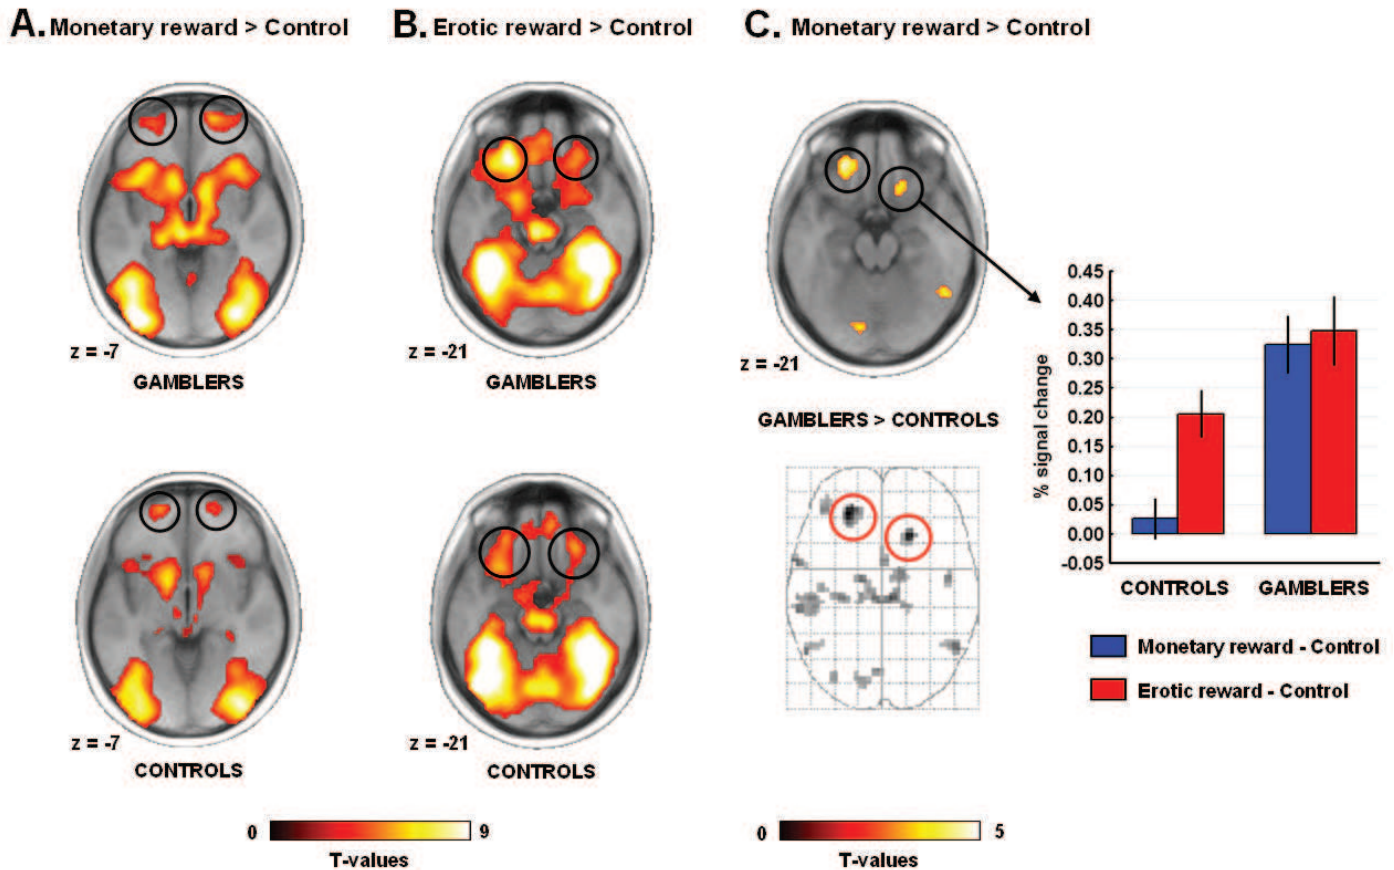 A. Monetary reward > Control
B. Erotic reward > Control
C. Monetary reward > Control
z = -7
GAMBLERS
z = -21
GAMBLERS
z = -21
GAMBLERS > CONTROLS
% signal change
0.45
0.40
0.35
0.30
0.25
0.20
0.15
0.10
0.05
0.00
-0.05
CONTROLS
GAMBLERS
Monetary reward - Control
Erotic reward - Control
z = -7
CONTROLS
z = -21
CONTROLS
0
9
T-values
0
5
T-values